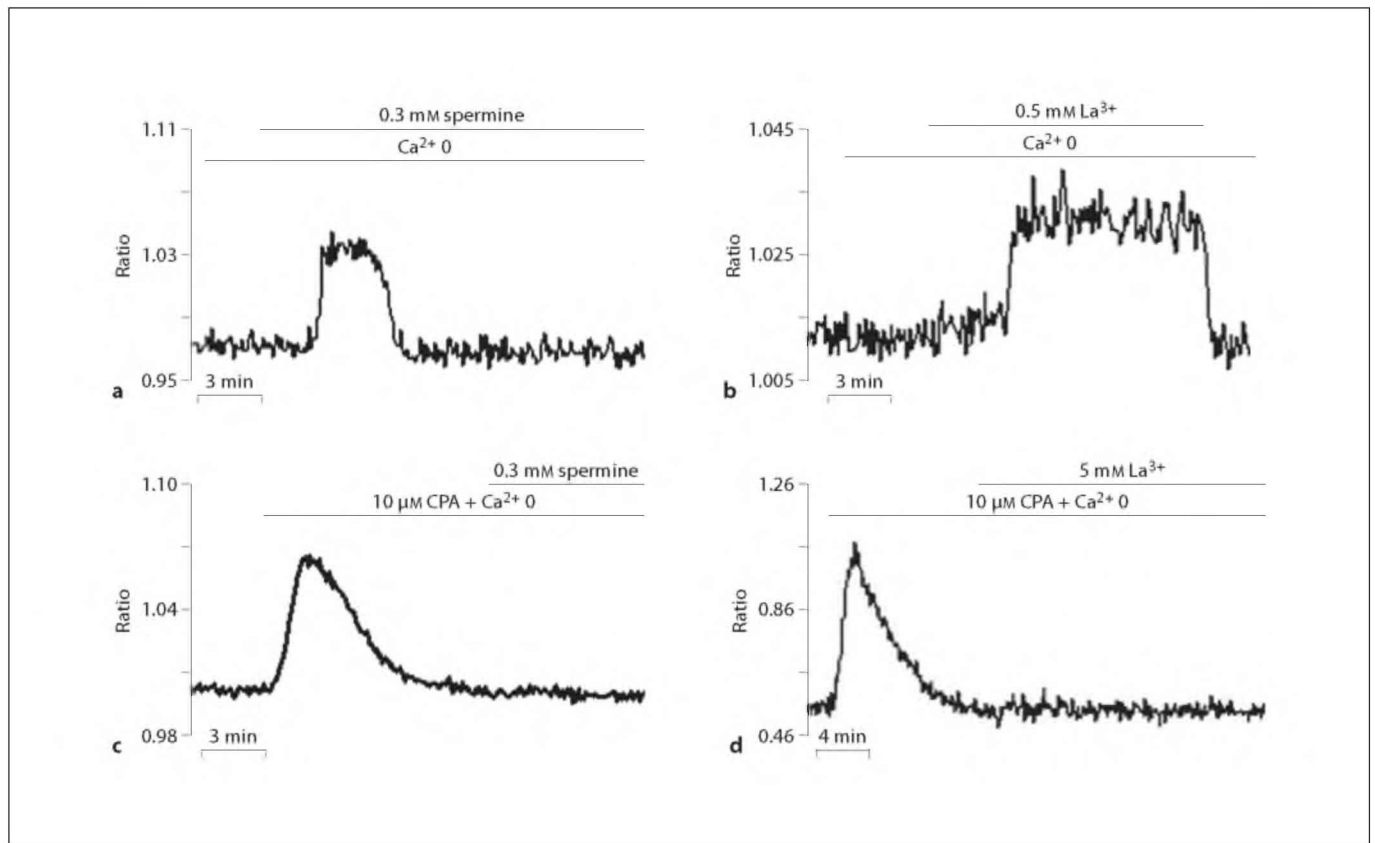 0.3 mM spermine
Ca2+ 0
1.11
1.03
0.95
Ratio
3 min
a
0.5 mM La3+
Ca2+ 0
1.045
1.025
1.005
Ratio
3 min
b
0.3 mM spermine
10 µM CPA + Ca2+ 0
1.10
1.04
0.98
Ratio
3 min
c
5 mM La3+
10 µM CPA + Ca2+ 0
1.26
0.86
0.46
Ratio
4 min
d